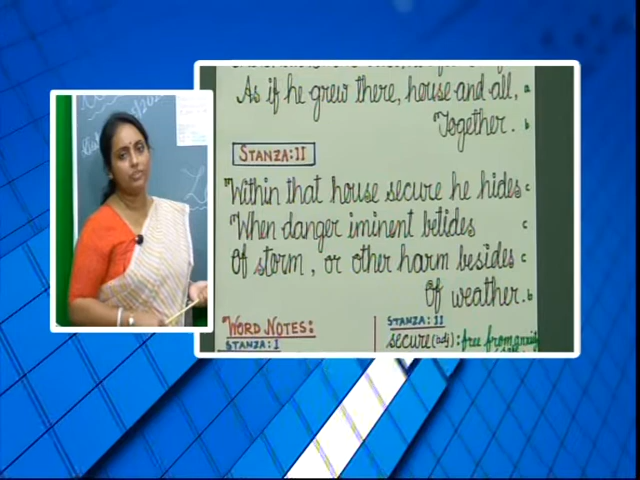 As if he grew there, house and all, a
Together. b
STANZA: II
Within that house secure he hides c
When danger iminent betides c
Of storm, or other harm besides c
Of weather. b
WORD NOTES:
STANZA: I
STANZA: II
secure (adj): free from